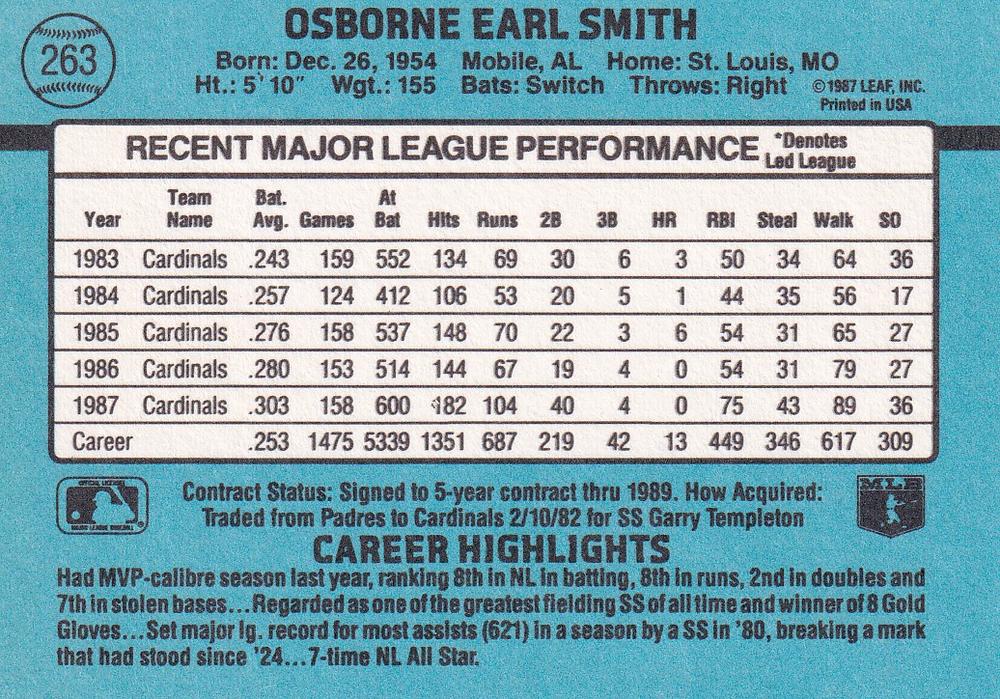 OSBORNE EARL SMITH
263
Born: Dec. 26, 1954 Mobile, AL Home: St. Louis, MO
Ht.: 5' 10" Wgt.: 155 Bats: Switch Throws: Right ©1987 LEAF, INC.
Printed in USA
RECENT MAJOR LEAGUE PERFORMANCE *Denotes Led League
Year Team Name Bat. Avg. Games At Bat Hits Runs 2B 3B HR RBI Steal Walk SO
1983 Cardinals .243 159 552 134 69 30 6 3 50 34 64 36
1984 Cardinals .257 124 412 106 53 20 5 1 44 35 56 17
1985 Cardinals .276 158 537 148 70 22 3 6 54 31 65 27
1986 Cardinals .280 153 514 144 67 19 4 0 54 31 79 27
1987 Cardinals .303 158 600 182 104 40 4 0 75 43 89 36
Career .253 1475 5339 1351 687 219 42 13 449 346 617 309
OFFICIAL LICENSEE
MAJOR LEAGUE BASEBALL
Contract Status: Signed to 5-year contract thru 1989. How Acquired:
Traded from Padres to Cardinals 2/10/82 for SS Garry Templeton
MLB
CAREER HIGHLIGHTS
Had MVP-calibre season last year, ranking 8th in NL in batting, 8th in runs, 2nd in doubles and
7th in stolen bases...Regarded as one of the greatest fielding SS of all time and winner of 8 Gold
Gloves...Set major lg. record for most assists (621) in a season by a SS in '80, breaking a mark
that had stood since '24...7-time NL All Star.